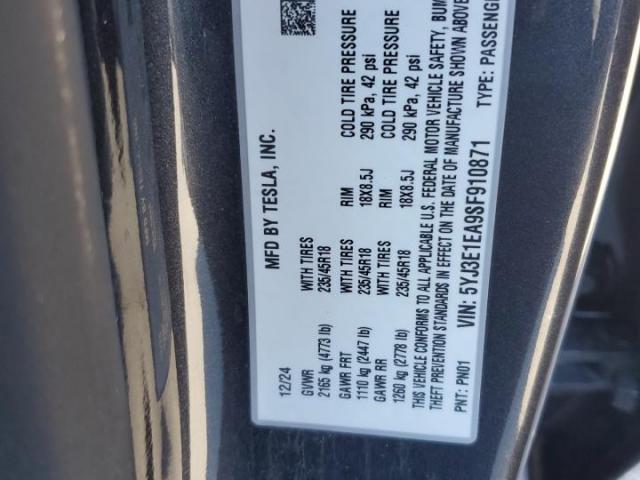 MFD BY TESLA, INC.
12/24
GVWR WITH TIRES RIM COLD TIRE PRESSURE
2165 kg (4773 lb) 235/45R18 18X8.5J 290 kPa, 42 psi
GAWR FRT WITH TIRES RIM COLD TIRE PRESSURE
1110 kg (2447 lb) 235/45R18 18X8.5J 290 kPa, 42 psi
GAWR RR WITH TIRES
1260 kg (2778 lb) 235/45R18
THIS VEHICLE CONFORMS TO ALL APPLICABLE U.S. FEDERAL MOTOR VEHICLE SAFETY,
THEFT PREVENTION STANDARDS IN EFFECT ON THE DATE OF MANUFACTURE SHOWN ABOVE
PNT: PN01 VIN: 5YJ3E1EA9SF910871 TYPE: